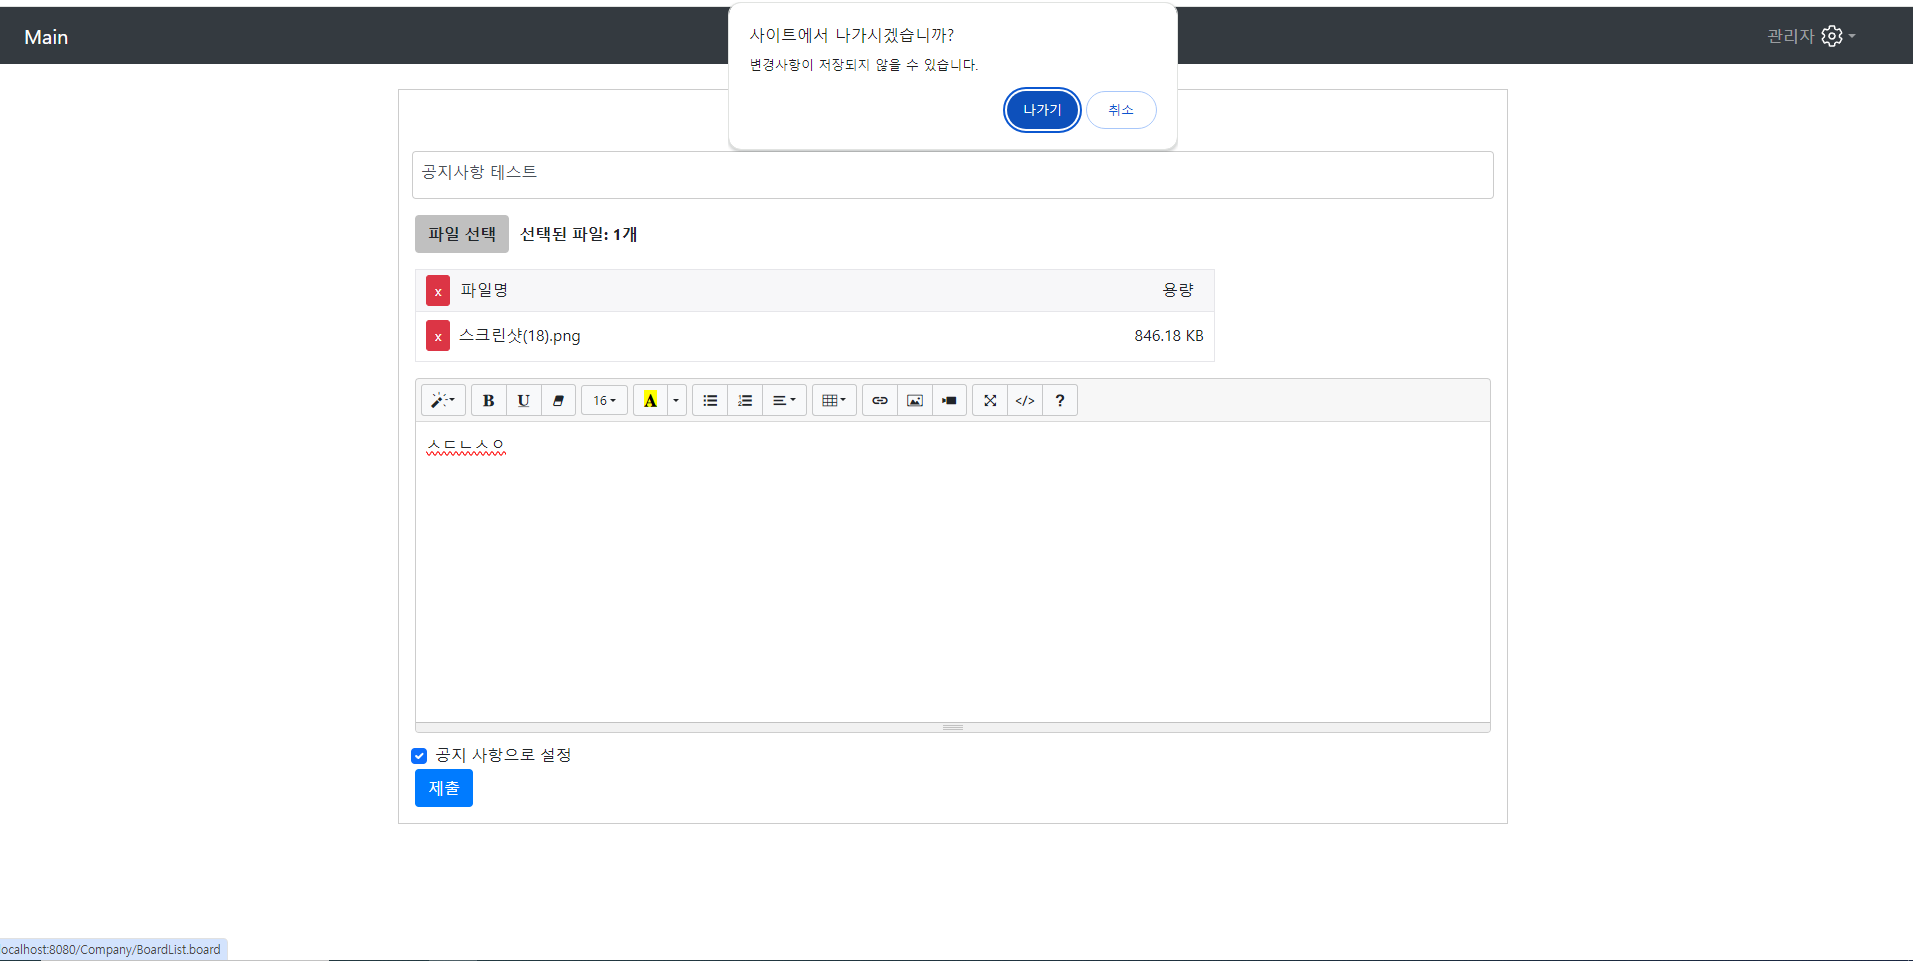 Main
관리자
사이트에서 나가시겠습니까?
변경사항이 저장되지 않을 수 있습니다.
나가기 취소
공지사항 테스트
파일 선택 선택된 파일: 1개
x 파일명 용량
x 스크린샷(18).png 846.18 KB
B U 16 A </> ?
ㅅㄷㄴㅅㅇ
공지 사항으로 설정
제출
localhost:8080/Company/BoardList.board